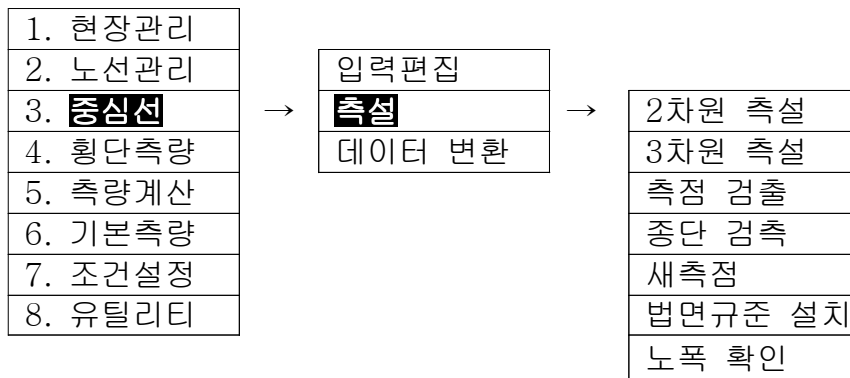 1. 현장관리
2. 노선관리
3. 중심선
4. 횡단측량
5. 측량계산
6. 기본측량
7. 조건설정
8. 유틸리티
→
입력편집
측설
데이터 변환
→
2차원 측설
3차원 측설
측점 검출
종단 검측
새측점
법면규준 설치
노폭 확인